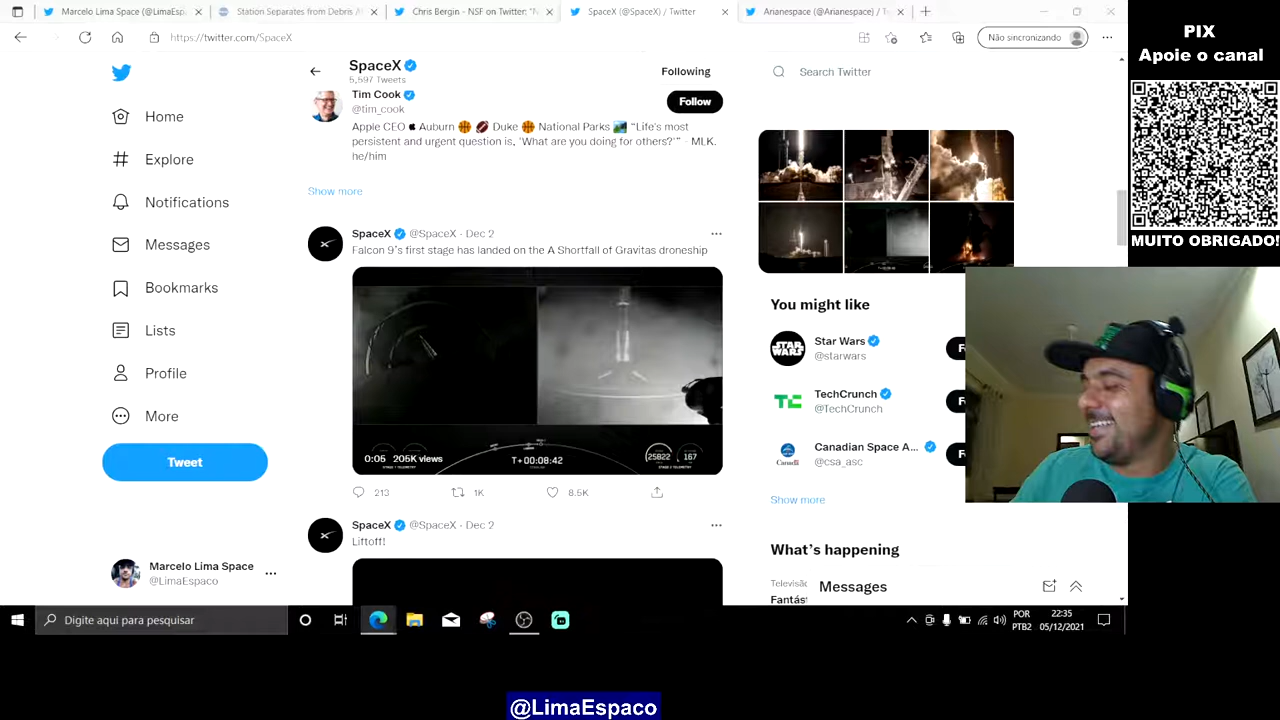 Marcelo Lima Space (@LimaEsp
Station Separates from Debris A
Chris Bergin - NSF on Twitter: "N
SpaceX (@SpaceX) / Twitter
Arianespace (@Arianespace) / T
https://twitter.com/SpaceX
Não sincronizando
PIX
Apoie o canal
MUITO OBRIGADO!
Home
Explore
Notifications
Messages
Bookmarks
Lists
Profile
More
Tweet
Marcelo Lima Space
@LimaEspaco
SpaceX
5,597 Tweets
Following
Tim Cook
@tim_cook
Follow
Apple CEO Auburn 🏀 🏈 Duke 🏀 National Parks 🏞️ "Life's most
persistent and urgent question is, 'What are you doing for others?'" - MLK.
he/him
Show more
SpaceX @SpaceX · Dec 2
Falcon 9's first stage has landed on the A Shortfall of Gravitas droneship
0:05 205K views
T+00:08:42
25822
167
213
1K
8.5K
SpaceX @SpaceX · Dec 2
Liftoff!
Search Twitter
You might like
Star Wars
@starwars
TechCrunch
@TechCrunch
Canadian Space A...
@csa_asc
Show more
What's happening
Messages
Fantás
Digite aqui para pesquisar
POR
PTB2
22:35
05/12/2021
@LimaEspaco